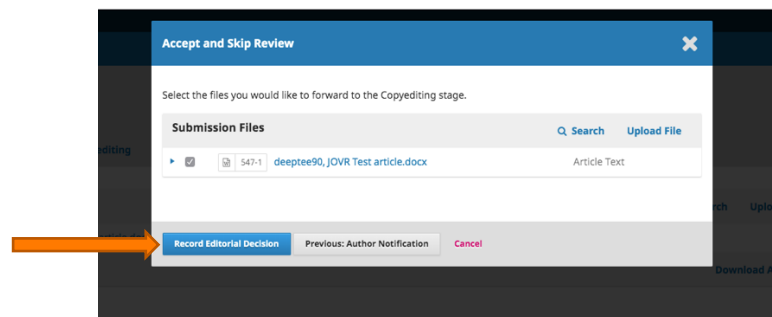 Accept and Skip Review
Select the files you would like to forward to the Copyediting stage.
Submission Files
Search Upload File
editing
547-1 deeptee90, JOVR Test article.docx Article Text
Record Editorial Decision Previous: Author Notification Cancel
Download